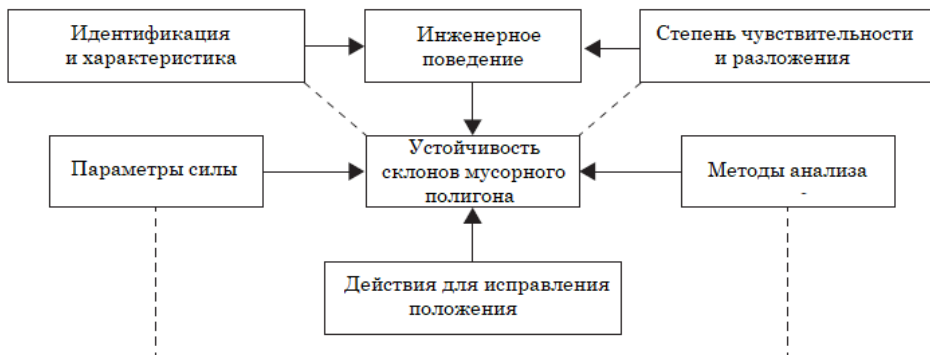 Идентификация
и характеристика
Инженерное
поведение
Степень чувствительности
и разложения
Параметры силы
Устойчивость
склонов мусорного
полигона
Методы анализа
Действия для исправления
положения